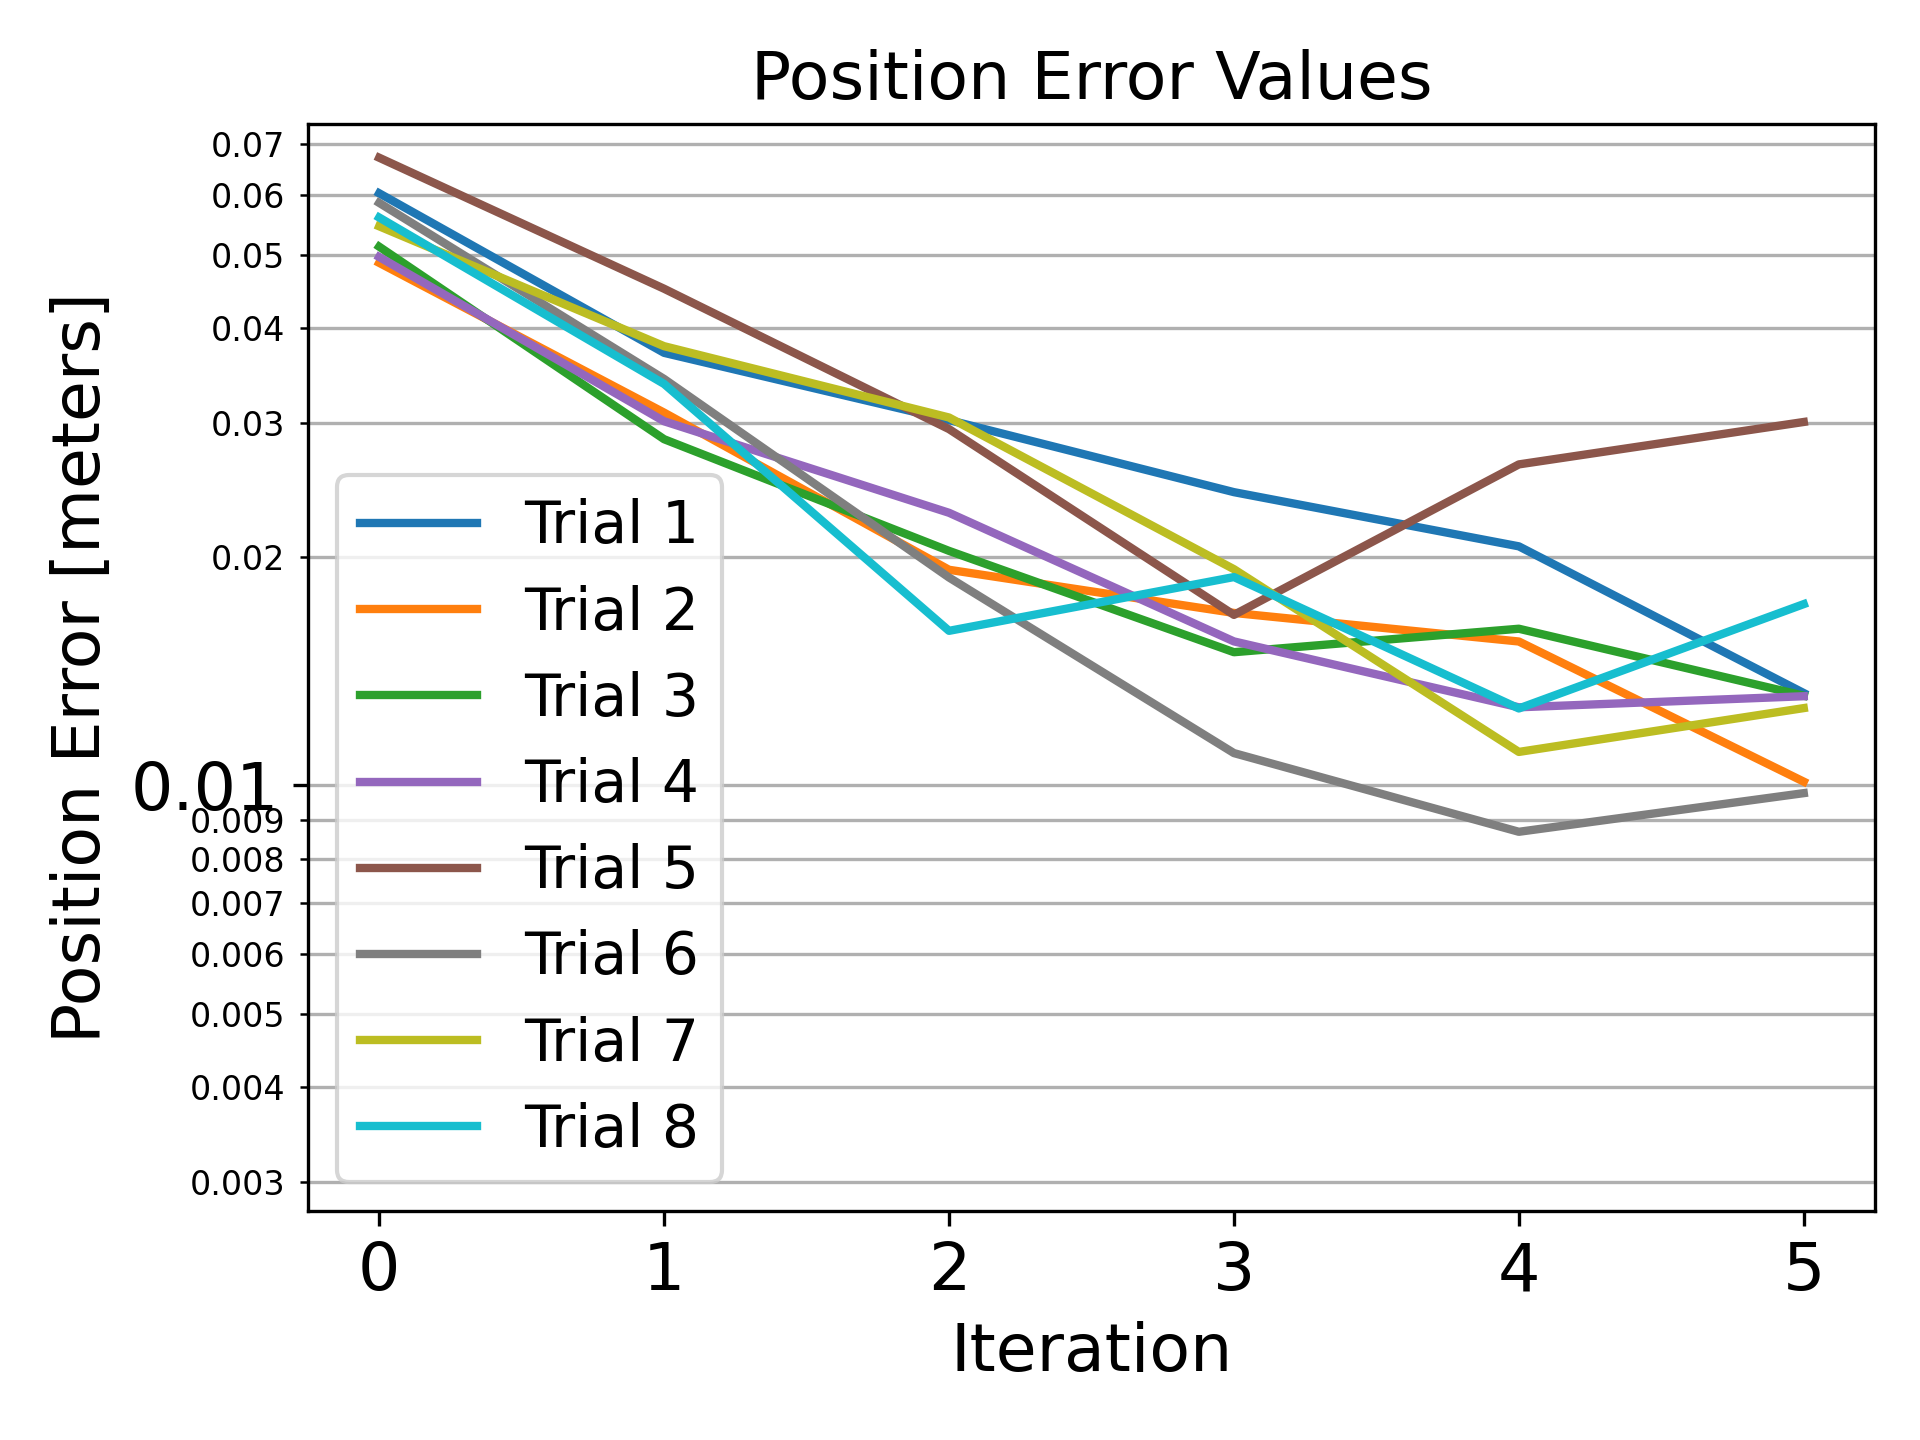 Position Error Values
Position Error [meters]
0.07
0.06
0.05
0.04
0.03
0.02
0.01
0.009
0.008
0.007
0.006
0.005
0.004
0.003
Trial 1
Trial 2
Trial 3
Trial 4
Trial 5
Trial 6
Trial 7
Trial 8
0 1 2 3 4 5
Iteration